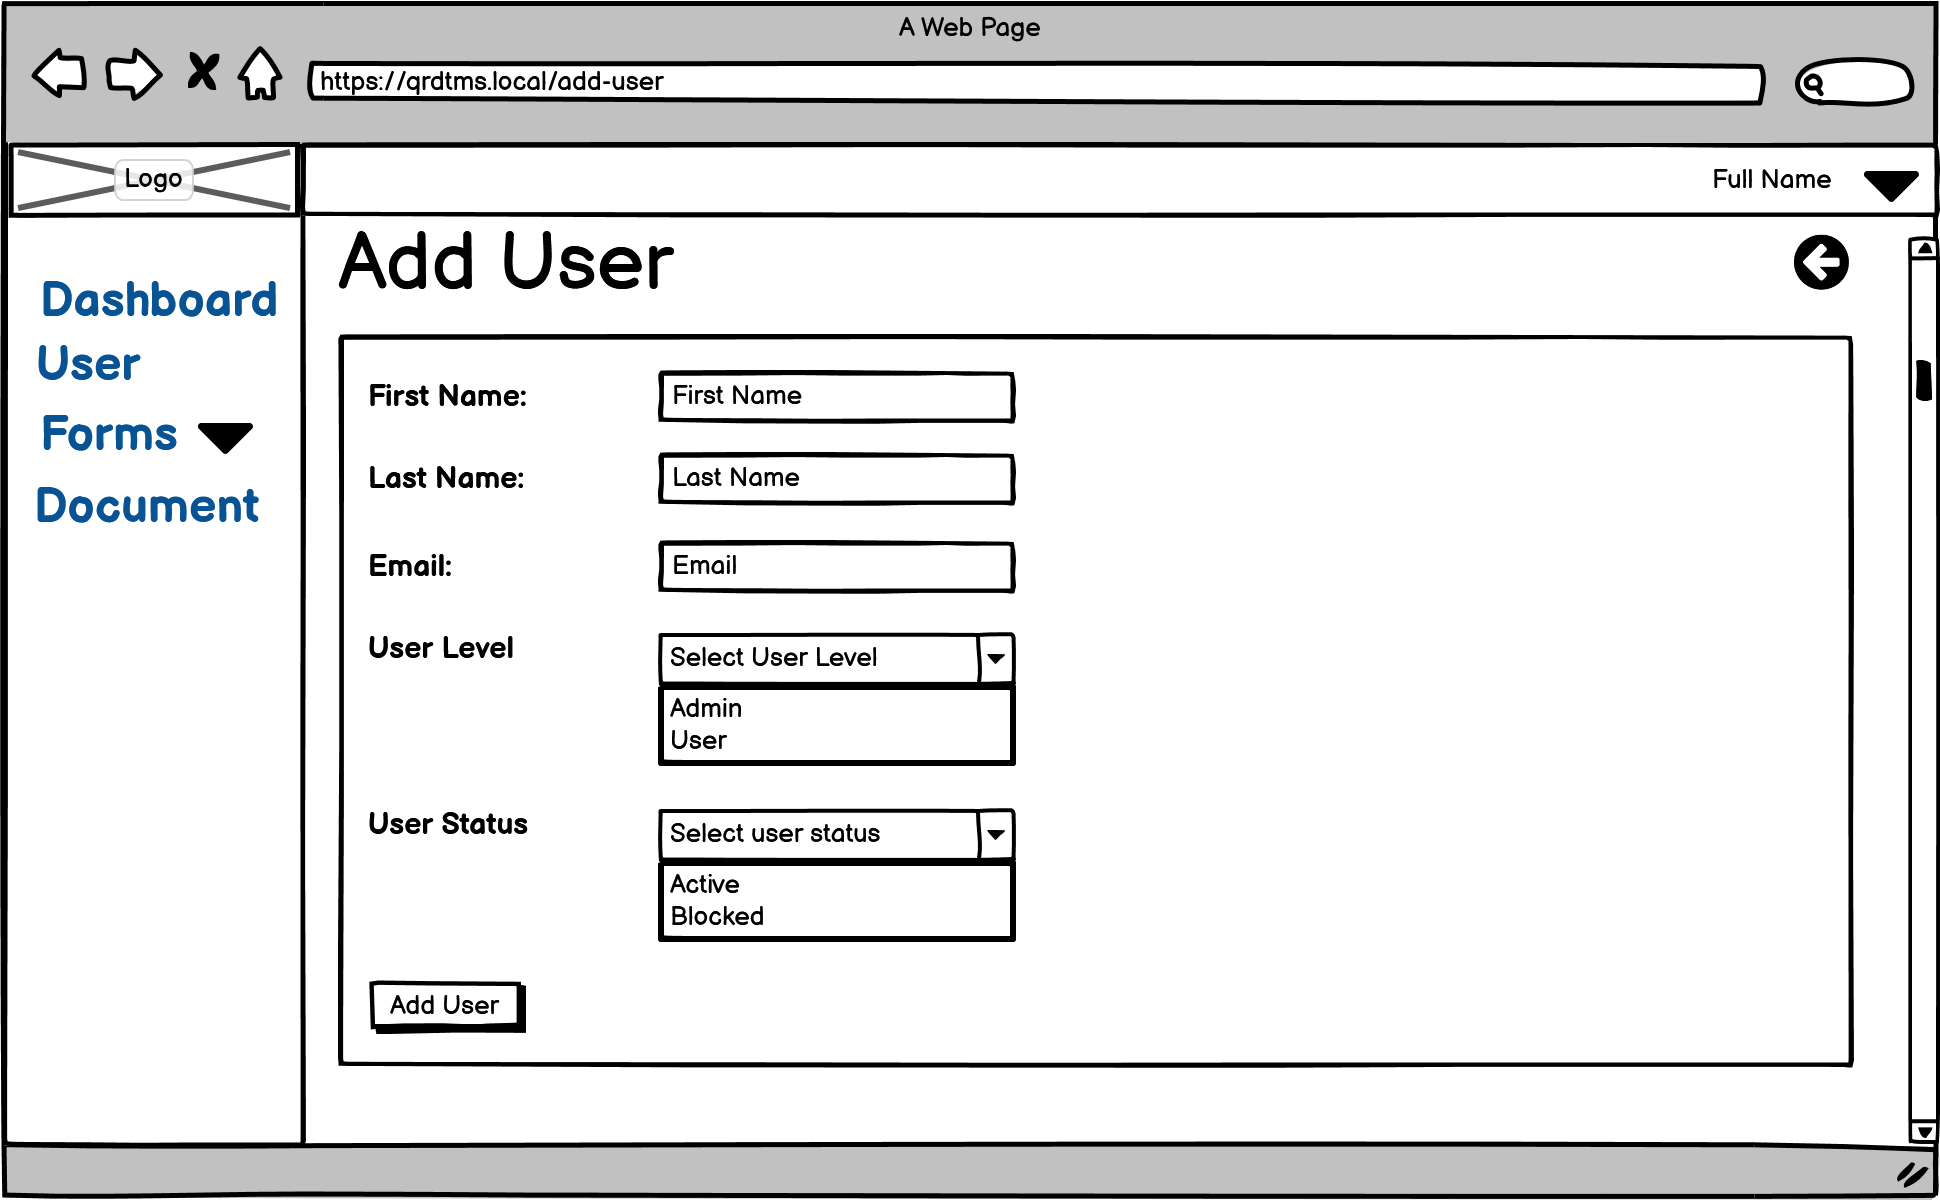 A Web Page
https://qrdtms.local/add-user
Logo
Full Name
Add User
Dashboard
User
Forms
Document
First Name:
First Name
Last Name:
Last Name
Email:
Email
User Level
Select User Level
Admin
User
User Status
Select user status
Active
Blocked
Add User